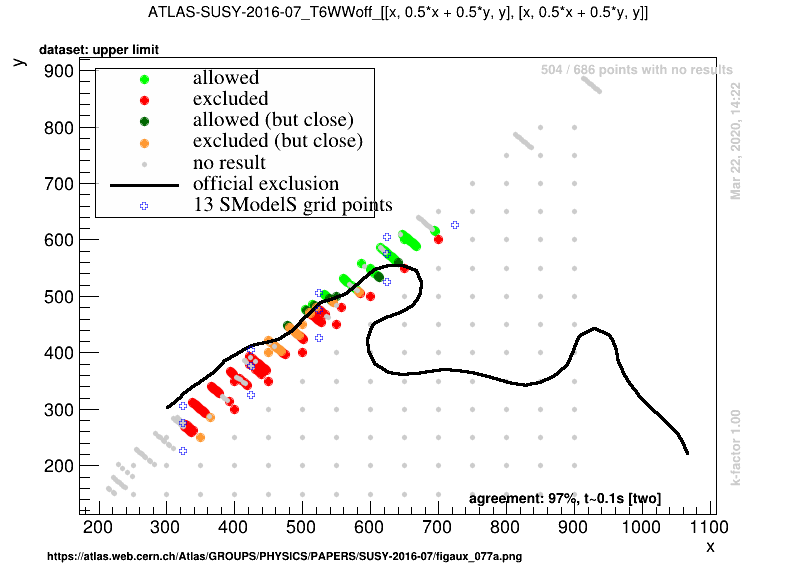 ATLAS-SUSY-2016-07_T6WWoff_[[x, 0.5*x + 0.5*y, y], [x, 0.5*x + 0.5*y, y]]
dataset: upper limit
y
504 / 686 points with no results
allowed
excluded
allowed (but close)
excluded (but close)
no result
official exclusion
13 SModelS grid points
900
800
700
600
500
400
300
200
Mar 22, 2020, 14:22
k-factor 1.00
agreement: 97%, t~0.1s [two]
200 300 400 500 600 700 800 900 1000 1100
x
https://atlas.web.cern.ch/Atlas/GROUPS/PHYSICS/PAPERS/SUSY-2016-07/figaux_077a.png